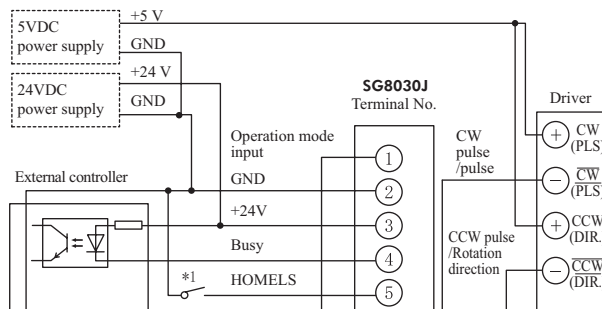 5VDC
power supply
+5 V
GND
24VDC
power supply
+24 V
GND
SG8030J
Terminal No.
Driver
Operation mode
input
GND
+24V
Busy
HOMELS
*1
External controller
1
2
3
4
5
CW
pulse
/pulse
CCW pulse
/Rotation
direction
+ CW
(PLS)
− CW
(PLS)
+ CCW
(DIR.
− CCW
(DIR.